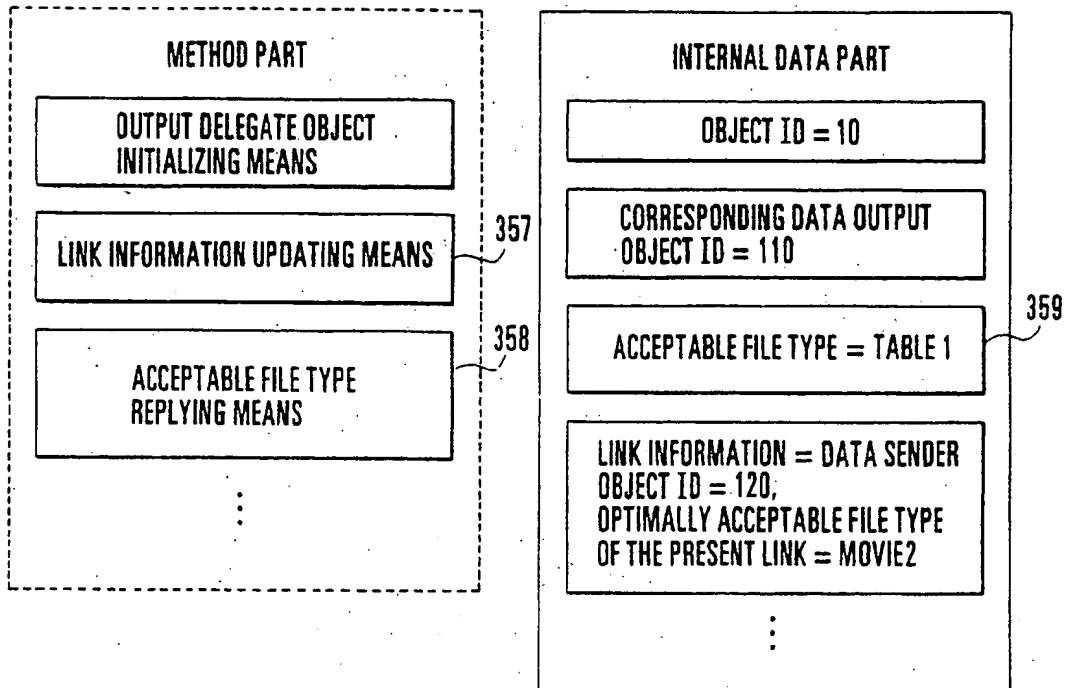 METHOD PART
OUTPUT DELEGATE OBJECT
INITIALIZING MEANS
LINK INFORMATION UPDATING MEANS
357
358
ACCEPTABLE FILE TYPE
REPLYING MEANS
INTERNAL DATA PART
OBJECT ID = 10
CORRESPONDING DATA OUTPUT
OBJECT ID = 110
359
ACCEPTABLE FILE TYPE = TABLE 1
LINK INFORMATION = DATA SENDER
OBJECT ID = 120,
OPTIMALLY ACCEPTABLE FILE TYPE
OF THE PRESENT LINK = MOVIE2